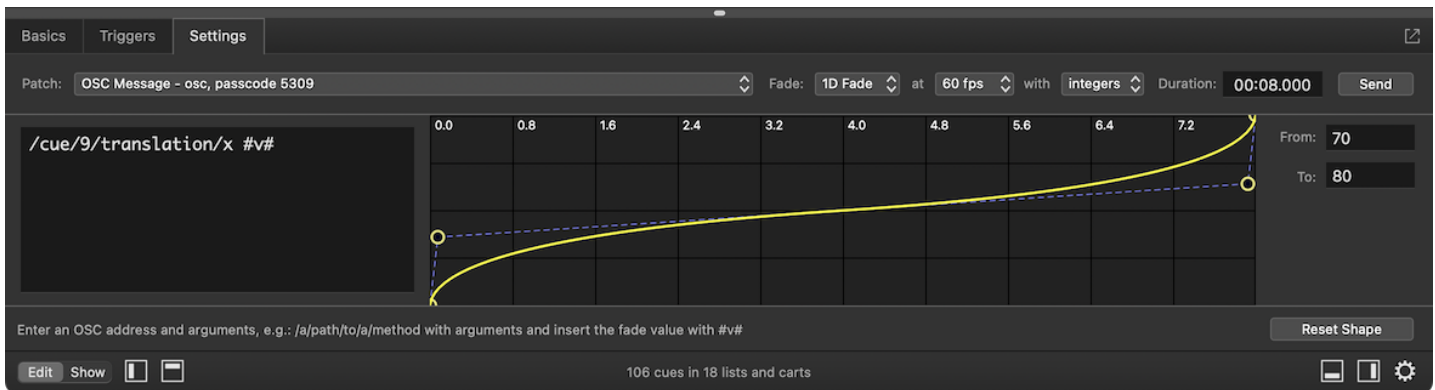 Basics Triggers Settings
Patch: OSC Message - osc, passcode 5309 Fade: 1D Fade at 60 fps with integers Duration: 00:08.000 Send
/cue/9/translation/x #v#
0.0 0.8 1.6 2.4 3.2 4.0 4.8 5.6 6.4 7.2
From: 70
To: 80
Enter an OSC address and arguments, e.g.: /a/path/to/a/method with arguments and insert the fade value with #v# Reset Shape
Edit Show 106 cues in 18 lists and carts